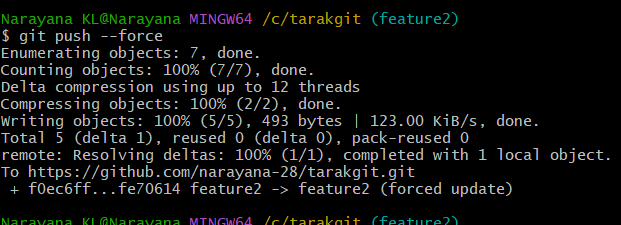 Narayana KL@Narayana MINGW64 /c/tarakgit (feature2)
$ git push --force
Enumerating objects: 7, done.
Counting objects: 100% (7/7), done.
Delta compression using up to 12 threads
Compressing objects: 100% (2/2), done.
Writing objects: 100% (5/5), 493 bytes | 123.00 KiB/s, done.
Total 5 (delta 1), reused 0 (delta 0), pack-reused 0
remote: Resolving deltas: 100% (1/1), completed with 1 local object.
To https://github.com/narayana-28/tarakgit.git
 + f0ec6ff...fe70614 feature2 -> feature2 (forced update)
Narayana KL@Narayana MINGW64 /c/tarakgit (feature2)